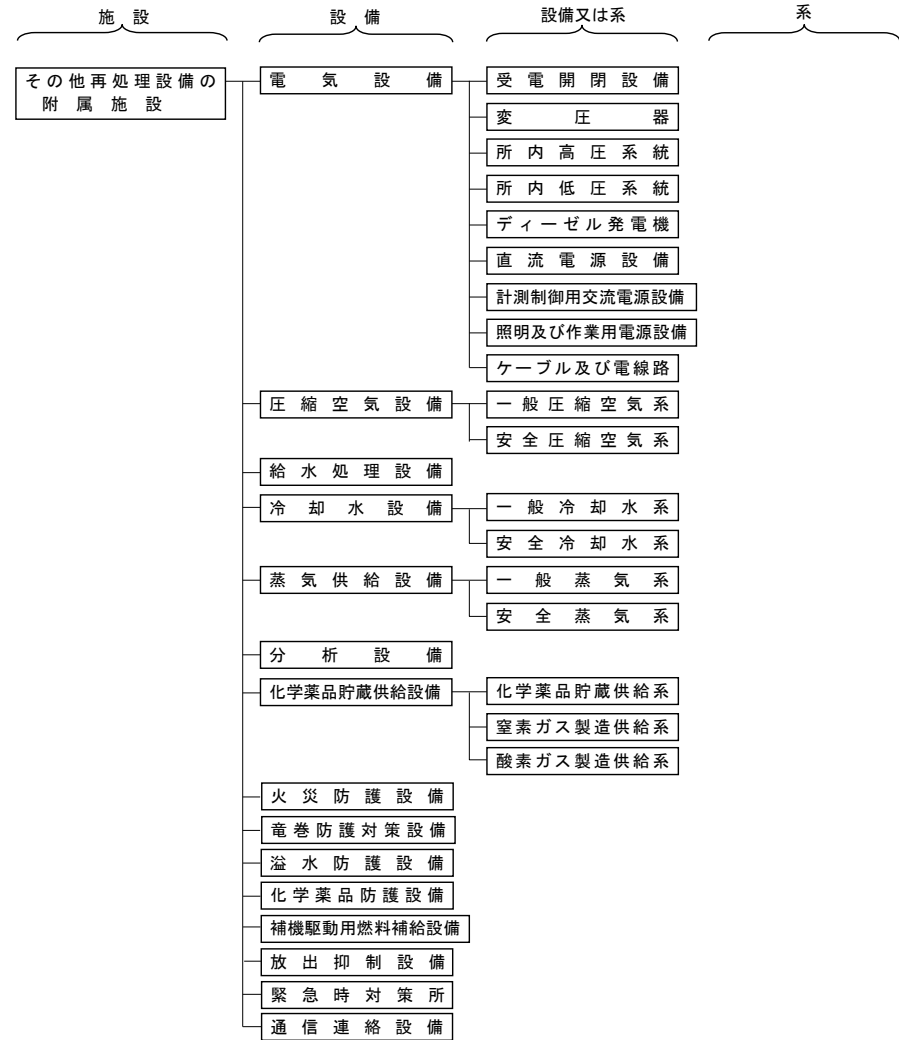 施設 設備 設備又は系 系
その他再処理設備の
附属施設
電気設備 受電開閉設備
変圧器
所内高圧系統
所内低圧系統
ディーゼル発電機
直流電源設備
計測制御用交流電源設備
照明及び作業用電源設備
ケーブル及び電線路
圧縮空気設備 一般圧縮空気系
安全圧縮空気系
給水処理設備
冷却水設備 一般冷却水系
安全冷却水系
蒸気供給設備 一般蒸気系
安全蒸気系
分析設備
化学薬品貯蔵供給設備 化学薬品貯蔵供給系
窒素ガス製造供給系
酸素ガス製造供給系
火災防護設備
竜巻防護対策設備
溢水防護設備
化学薬品防護設備
補機駆動用燃料補給設備
放出抑制設備
緊急時対策所
通信連絡設備